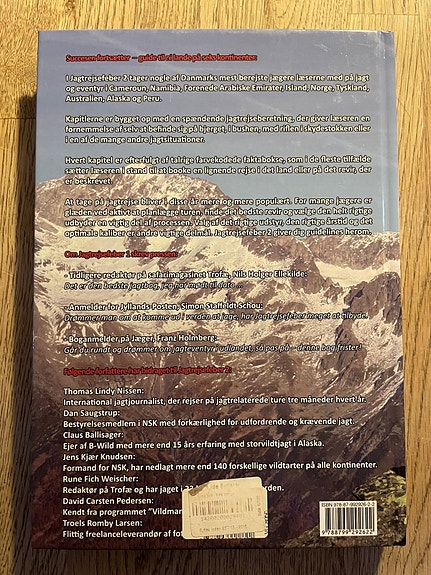 Succesen fortsætter - guide til ni lande på seks kontinenter:
I Jagtrejsefeber 2 tager nogle af Danmarks mest berejste jægere læserne med på jagt
og eventyr i Cameroun, Namibia, Forenede Arabiske Emirater, Island, Norge, Tyskland,
Australien, Alaska og Peru.
Kapitlerne er bygget op med en spændende jagtrejseberetning, der giver læseren en
fornemmelse af selv at befinde sig på bjerget, i bushen, med riflen i skydestokken eller
i en af de mange andre jagtsituationer.
Hvert kapitel er efterfulgt af talrige farvekodede faktabokse, som i de fleste tilfælde
sætter læseren i stand til at booke en lignende rejse i det land eller på det revir, der
er beskrevet.
At tage på jagtrejse bliver i disse år mere og mere populært. For mange jægere er
glæden ved aktivt at planlægge turen, finde det bedste revir og vælge den helt rigtige
udbyder en vigtig del af processen. Valg af det rigtige udstyr, den rigtige årstid og det
optimale kaliber er andre vigtige delmål. Jagtrejsefeber 2 giver dig guidelines herom.
Om Jagtrejsefeber 1 skrev pressen:
- Tidligere redaktør på safarimagasinet Trofæ, Nils Holger Ellekilde:
Det er den bedste jagtbog, jeg har mødt til dato ...
- Anmelder for Jyllands Posten, Simon Staffeldt Schou:
Drømmer man om at komme ud i verden at jage, har Jagtrejsefeber meget at tilbyde.
- Boganmelder på Jæger, Franz Holmberg:
Går du rundt og drømmer om jagteventyr i udlandet, så pas på - denne bog frister!
Følgende forfattere har bidraget til Jagtrejsefeber 2:
Thomas Lindy Nissen:
International jagtjournalist, der rejser på jagtrelaterede ture tre måneder hvert år.
Dan Saugstrup:
Bestyrelsesmedlem i NSK med forkærlighed for udfordrende og krævende jagt.
Claus Ballisager:
Ejer af B-Wild med mere end 15 års erfaring med storvildtjagt i Alaska.
Jens Kjær Knudsen:
Formand for NSK, har nedlagt mere end 140 forskellige vildtarter på alle kontinenter.
Rune Fich Weischer:
Redaktør på Trofæ og har jaget i
David Carsten Pedersen:
Kendt fra programmet "Vildmar
Troels Romby Larsen:
Flittig freelanceleverandør af fot
ISBN 978-87-992926-2-2
9 788799 292622